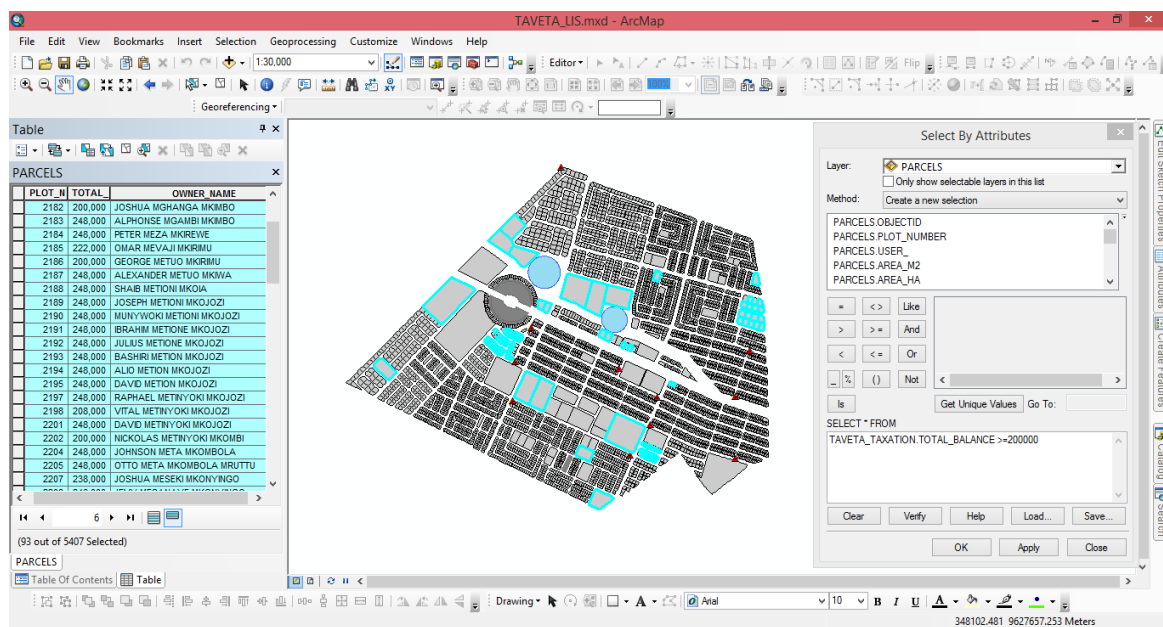 TAVETA_LIS.mxd - ArcMap
File Edit View Bookmarks Insert Selection Geoprocessing Customize Windows Help
1:30,000
Editor
Flip
100%
Georeferencing
Table
PARCELS
PLOT_N TOTAL_ OWNER_NAME
2182 200,000 JOSHUA MGHANGA MKIMBO
2183 248,000 ALPHONSE MGAMBI MKIMBO
2184 248,000 PETER MEZA MKIREWE
2185 222,000 OMAR MEVAJI MKIRIMU
2186 200,000 GEORGE METUO MKIRIMU
2187 248,000 ALEXANDER METUO MKIWA
2188 248,000 SHAIB METIONI MKOIA
2189 248,000 JOSEPH METIONI MKOJOZI
2190 248,000 MUNYWOKI METIONI MKOJOZI
2191 248,000 IBRAHIM METIONE MKOJOZI
2192 248,000 JULIUS METIONE MKOJOZI
2193 248,000 BASHIRI METION MKOJOZI
2194 248,000 ALIO METION MKOJOZI
2195 248,000 DAVID METION MKOJOZI
2197 248,000 RAPHAEL METINYOKI MKOJOZI
2198 208,000 VITAL METINYOKI MKOJOZI
2201 248,000 DAVID METINYOKI MKOJOZI
2202 200,000 NICKOLAS METINYOKI MKOMBI
2204 248,000 JOHNSON META MKOMBOLA
2205 248,000 OTTO META MKOMBOLA MRUTTU
2207 238,000 JOSHUA MESEKI MKONYINGO
6
(93 out of 5407 Selected)
PARCELS
Table Of Contents Table
Select By Attributes
Layer: PARCELS
Only show selectable layers in this list
Method: Create a new selection
PARCELS.OBJECTID
PARCELS.PLOT_NUMBER
PARCELS.USER_
PARCELS.AREA_M2
PARCELS.AREA_HA
= < > Like
> > = And
< < = Or
_ % ( ) Not
Is Get Unique Values Go To:
SELECT * FROM
TAVETA_TAXATION.TOTAL_BALANCE >=200000
Clear Verify Help Load... Save...
OK Apply Close
Edit Sketch Properties
Attributes
Create Features
Catalog
Search
Drawing Arial 10 B I U A
348102.481 9627657.253 Meters